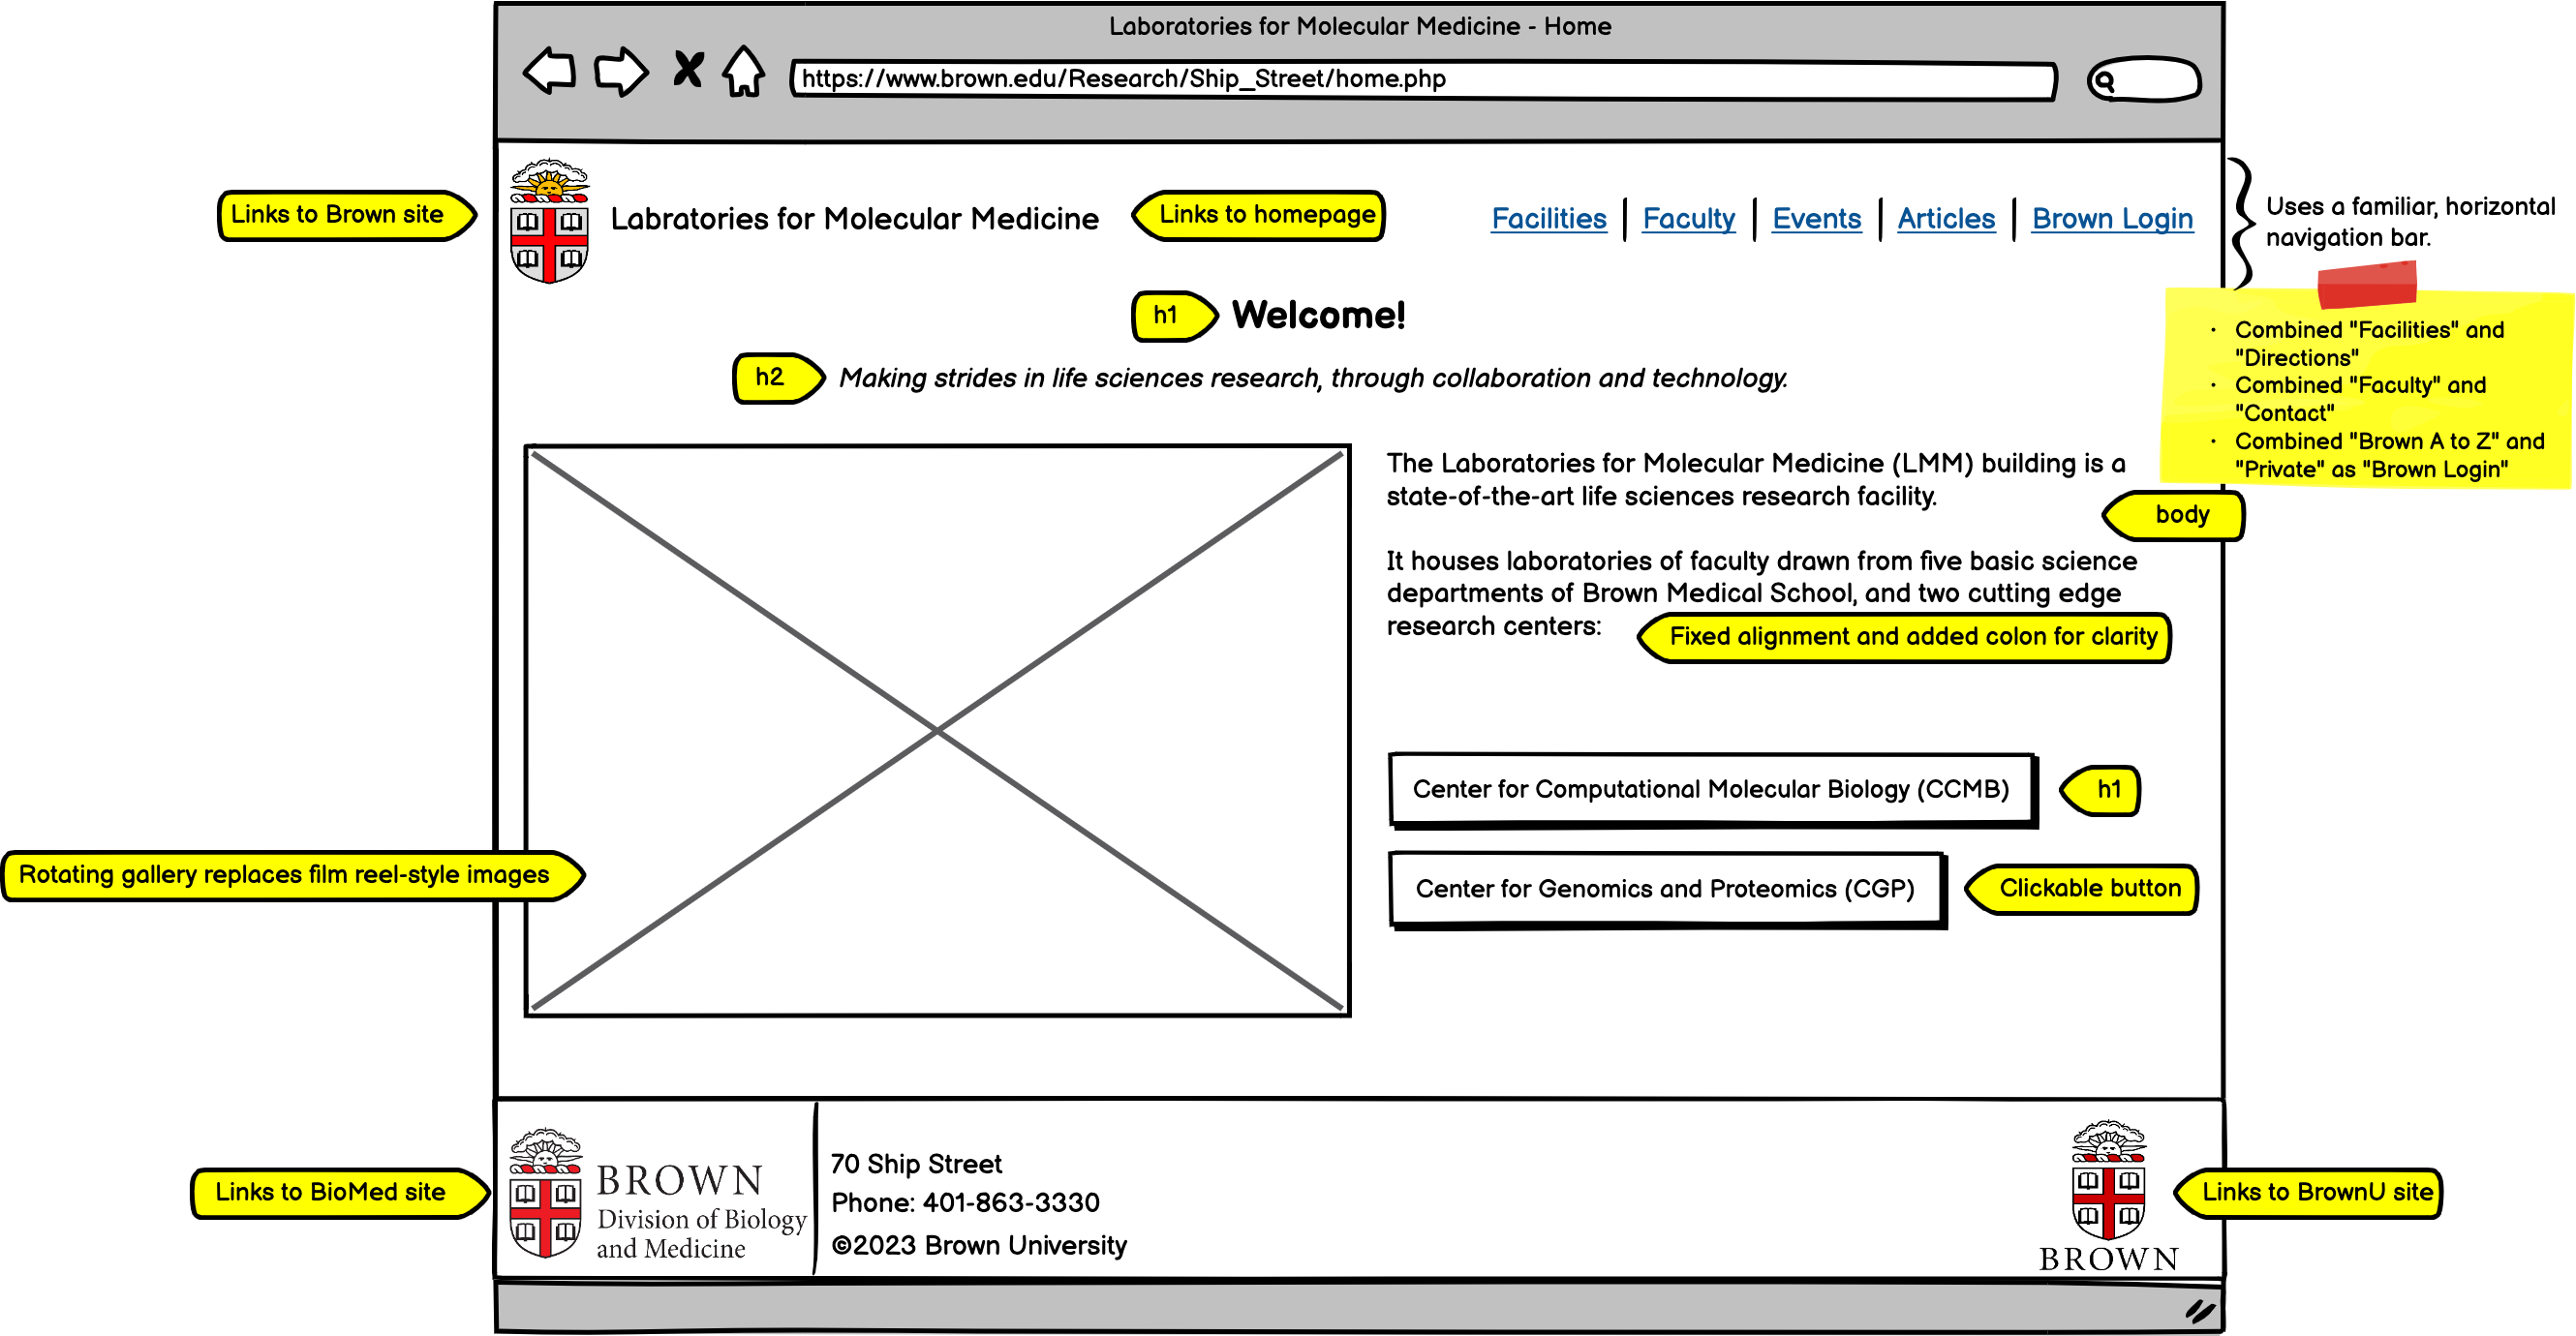 Laboratories for Molecular Medicine - Home
https://www.brown.edu/Research/Ship_Street/home.php
Links to Brown site
Labratories for Molecular Medicine
Links to homepage
Facilities
Faculty
Events
Articles
Brown Login
Uses a familiar, horizontal
navigation bar.
h1
Welcome!
h2
Making strides in life sciences research, through collaboration and technology.
· Combined "Facilities" and
"Directions"
· Combined "Faculty" and
"Contact"
· Combined "Brown A to Z" and
"Private" as "Brown Login"
The Laboratories for Molecular Medicine (LMM) building is a
state-of-the-art life sciences research facility.
body
It houses laboratories of faculty drawn from five basic science
departments of Brown Medical School, and two cutting edge
research centers:
Fixed alignment and added colon for clarity
Center for Computational Molecular Biology (CCMB)
h1
Rotating gallery replaces film reel-style images
Center for Genomics and Proteomics (CGP)
Clickable button
Links to BioMed site
BROWN
Division of Biology
and Medicine
70 Ship Street
Phone: 401-863-3330
©2023 Brown University
BROWN
Links to BrownU site